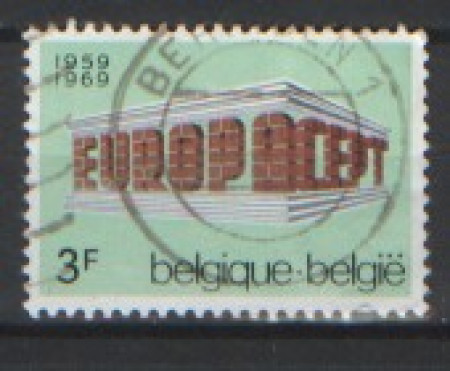 1959
1969
EUROPA CEPT
3F
belgique·belgië